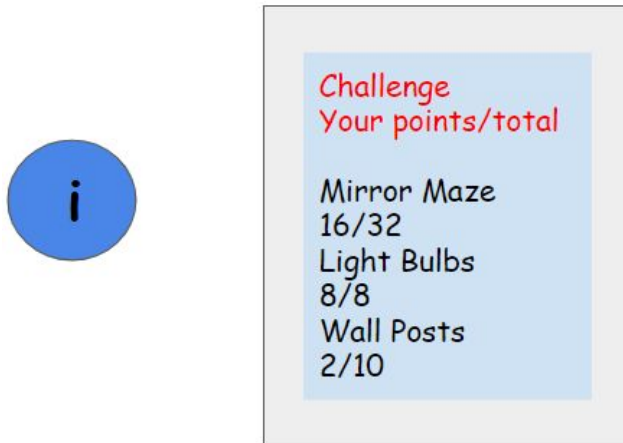 i
Challenge
Your points/total
Mirror Maze
16/32
Light Bulbs
8/8
Wall Posts
2/10